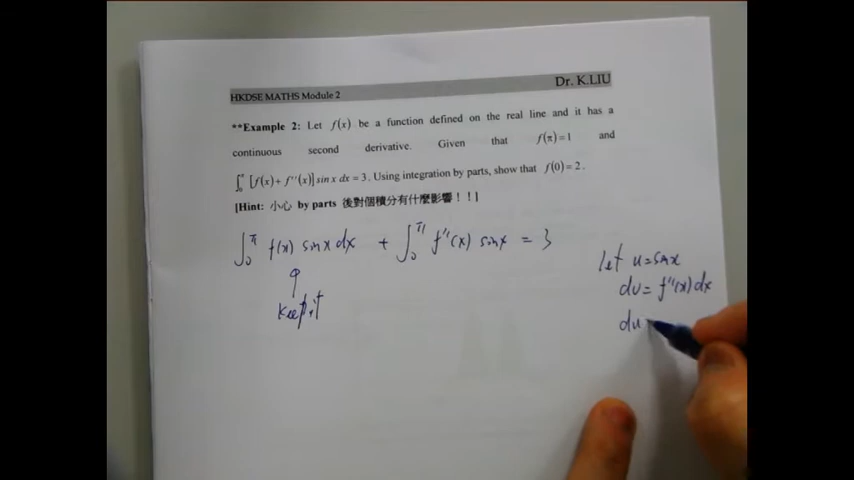 HKDSE MATHS Module 2 Dr. K.LIU
**Example 2: Let f(x) be a function defined on the real line and it has a
continuous second derivative. Given that f(π)=1 and
∫₀^π [f(x)+f''(x)]sin x dx = 3. Using integration by parts, show that f(0)=2.
[Hint: 小心 by parts 後對個積分有什麼影響！！]
∫₀^π f(x) sinx dx + ∫₀^π f''(x) sinx = 3
keep it
let u=sinx
dv = f''(x)dx
du